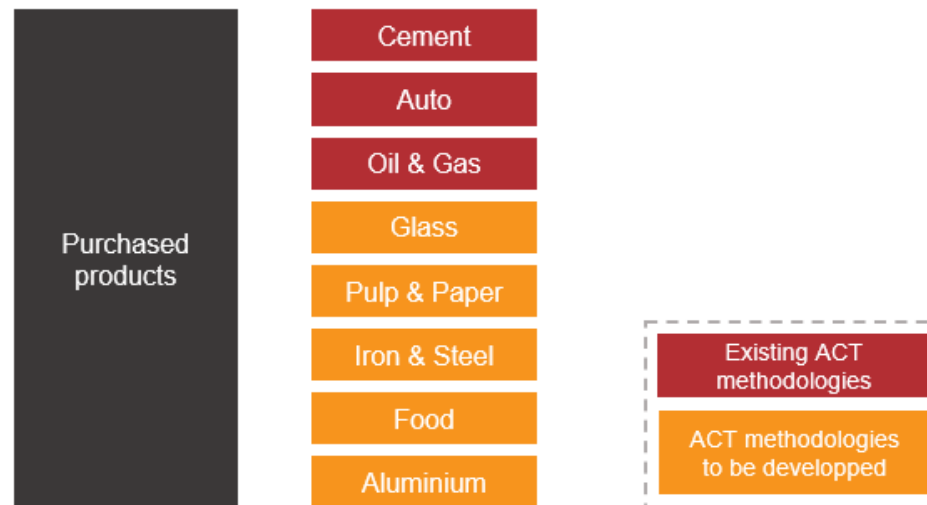 Cement
Auto
Oil & Gas
Glass
Purchased
products
Pulp & Paper
Iron & Steel
Food
Aluminium
Existing ACT
methodologies
ACT methodologies
to be developped